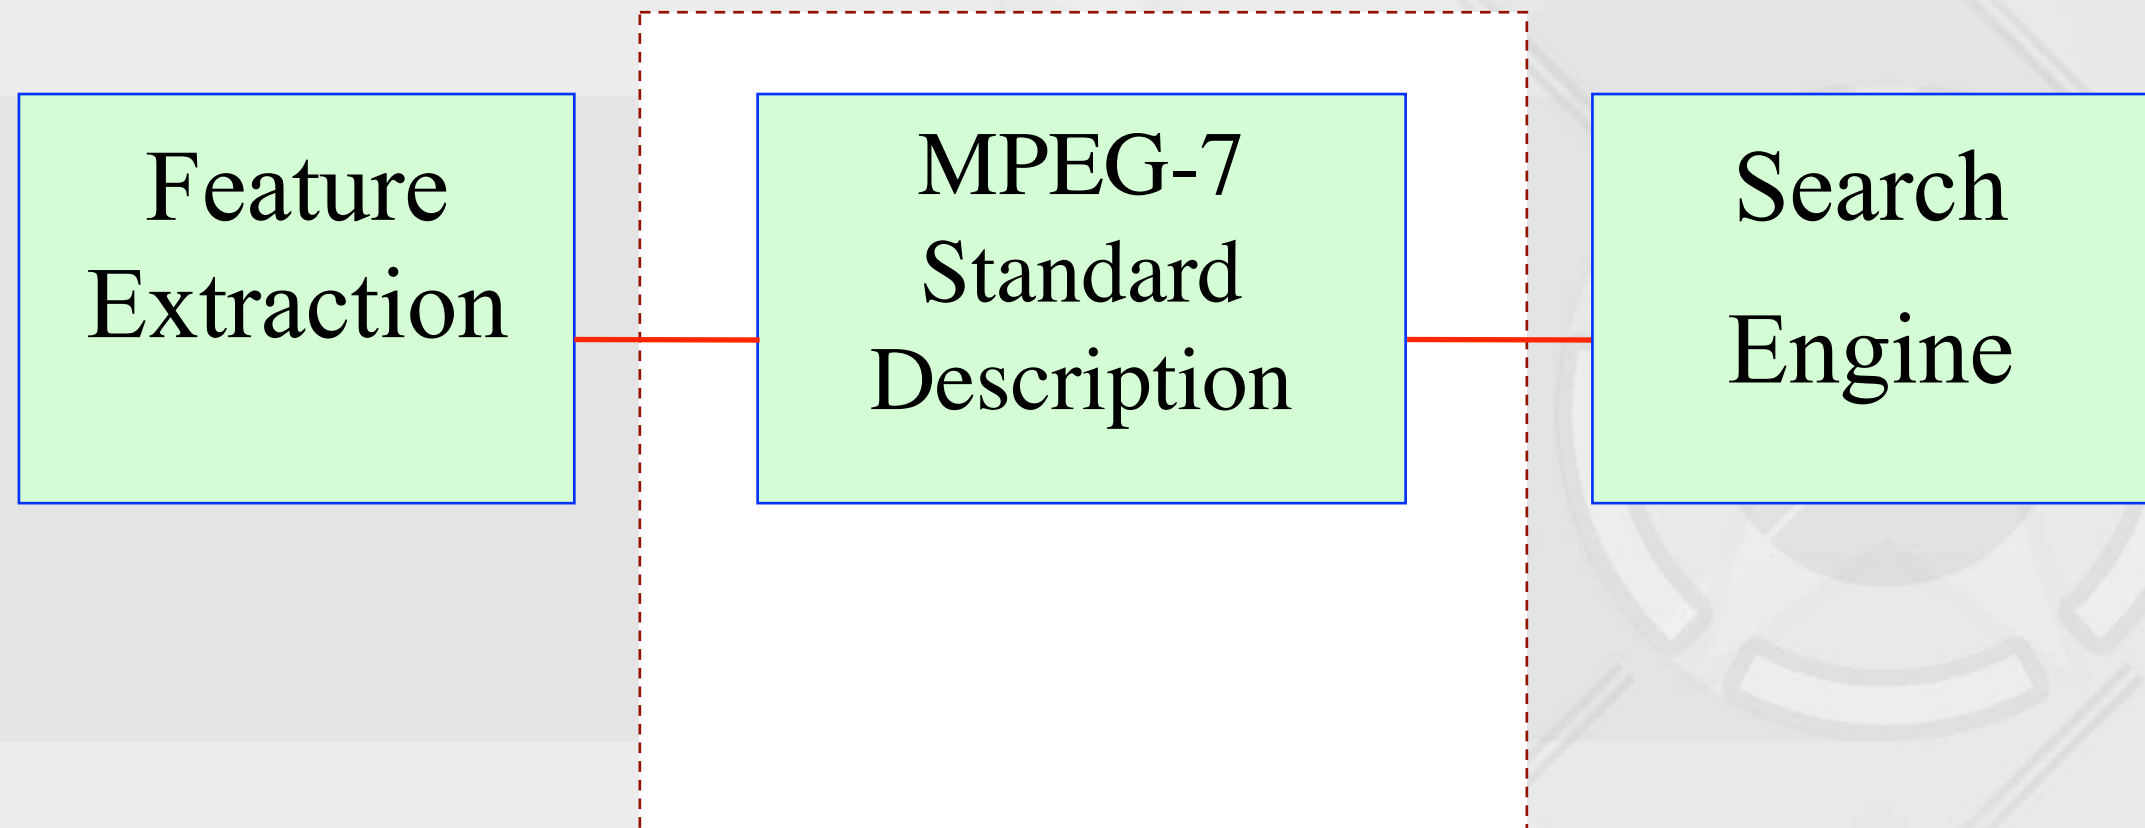 Feature
Extraction
MPEG-7
Standard
Description
Search
Engine